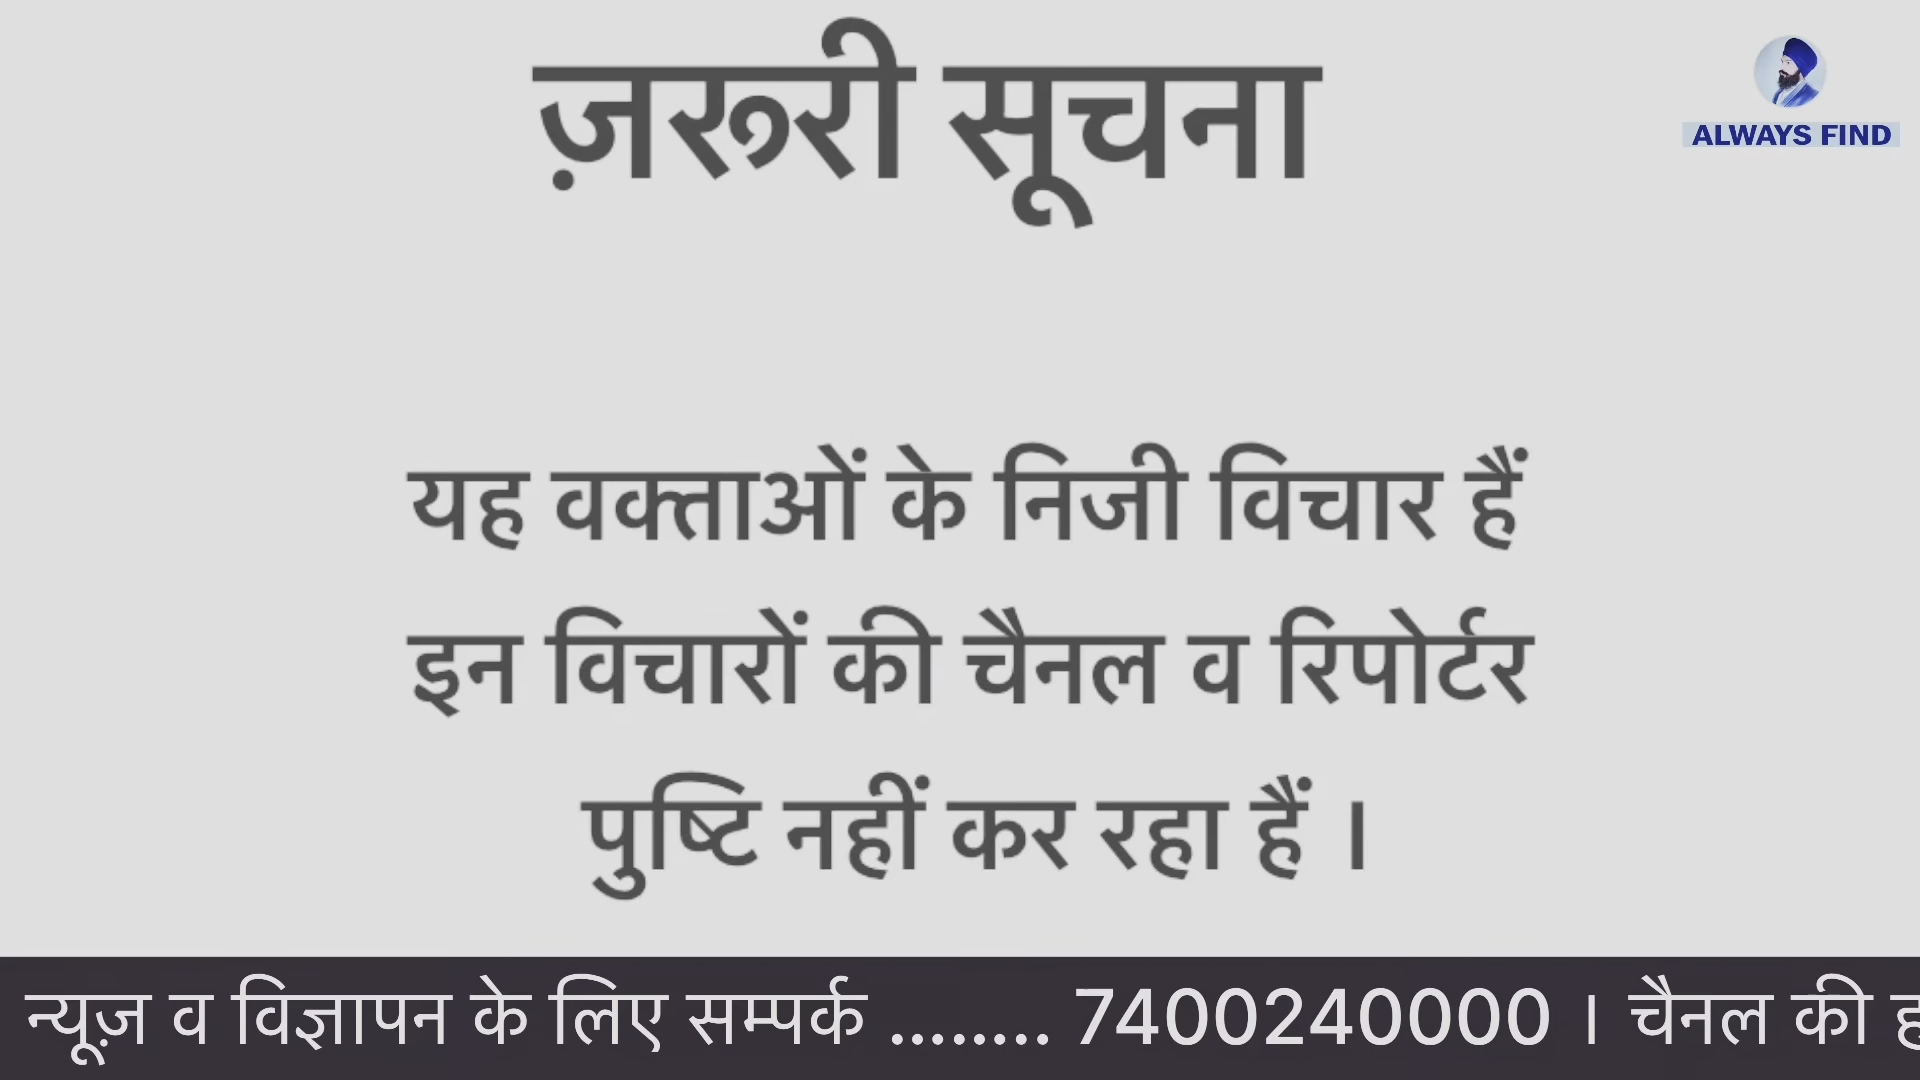 ज़रूरी सूचना
ALWAYS FIND
यह वक्ताओं के निजी विचार हैं
इन विचारों की चैनल व रिपोर्टर
पुष्टि नहीं कर रहा हैं ।
न्यूज़ व विज्ञापन के लिए सम्पर्क ........ 7400240000 । चैनल की